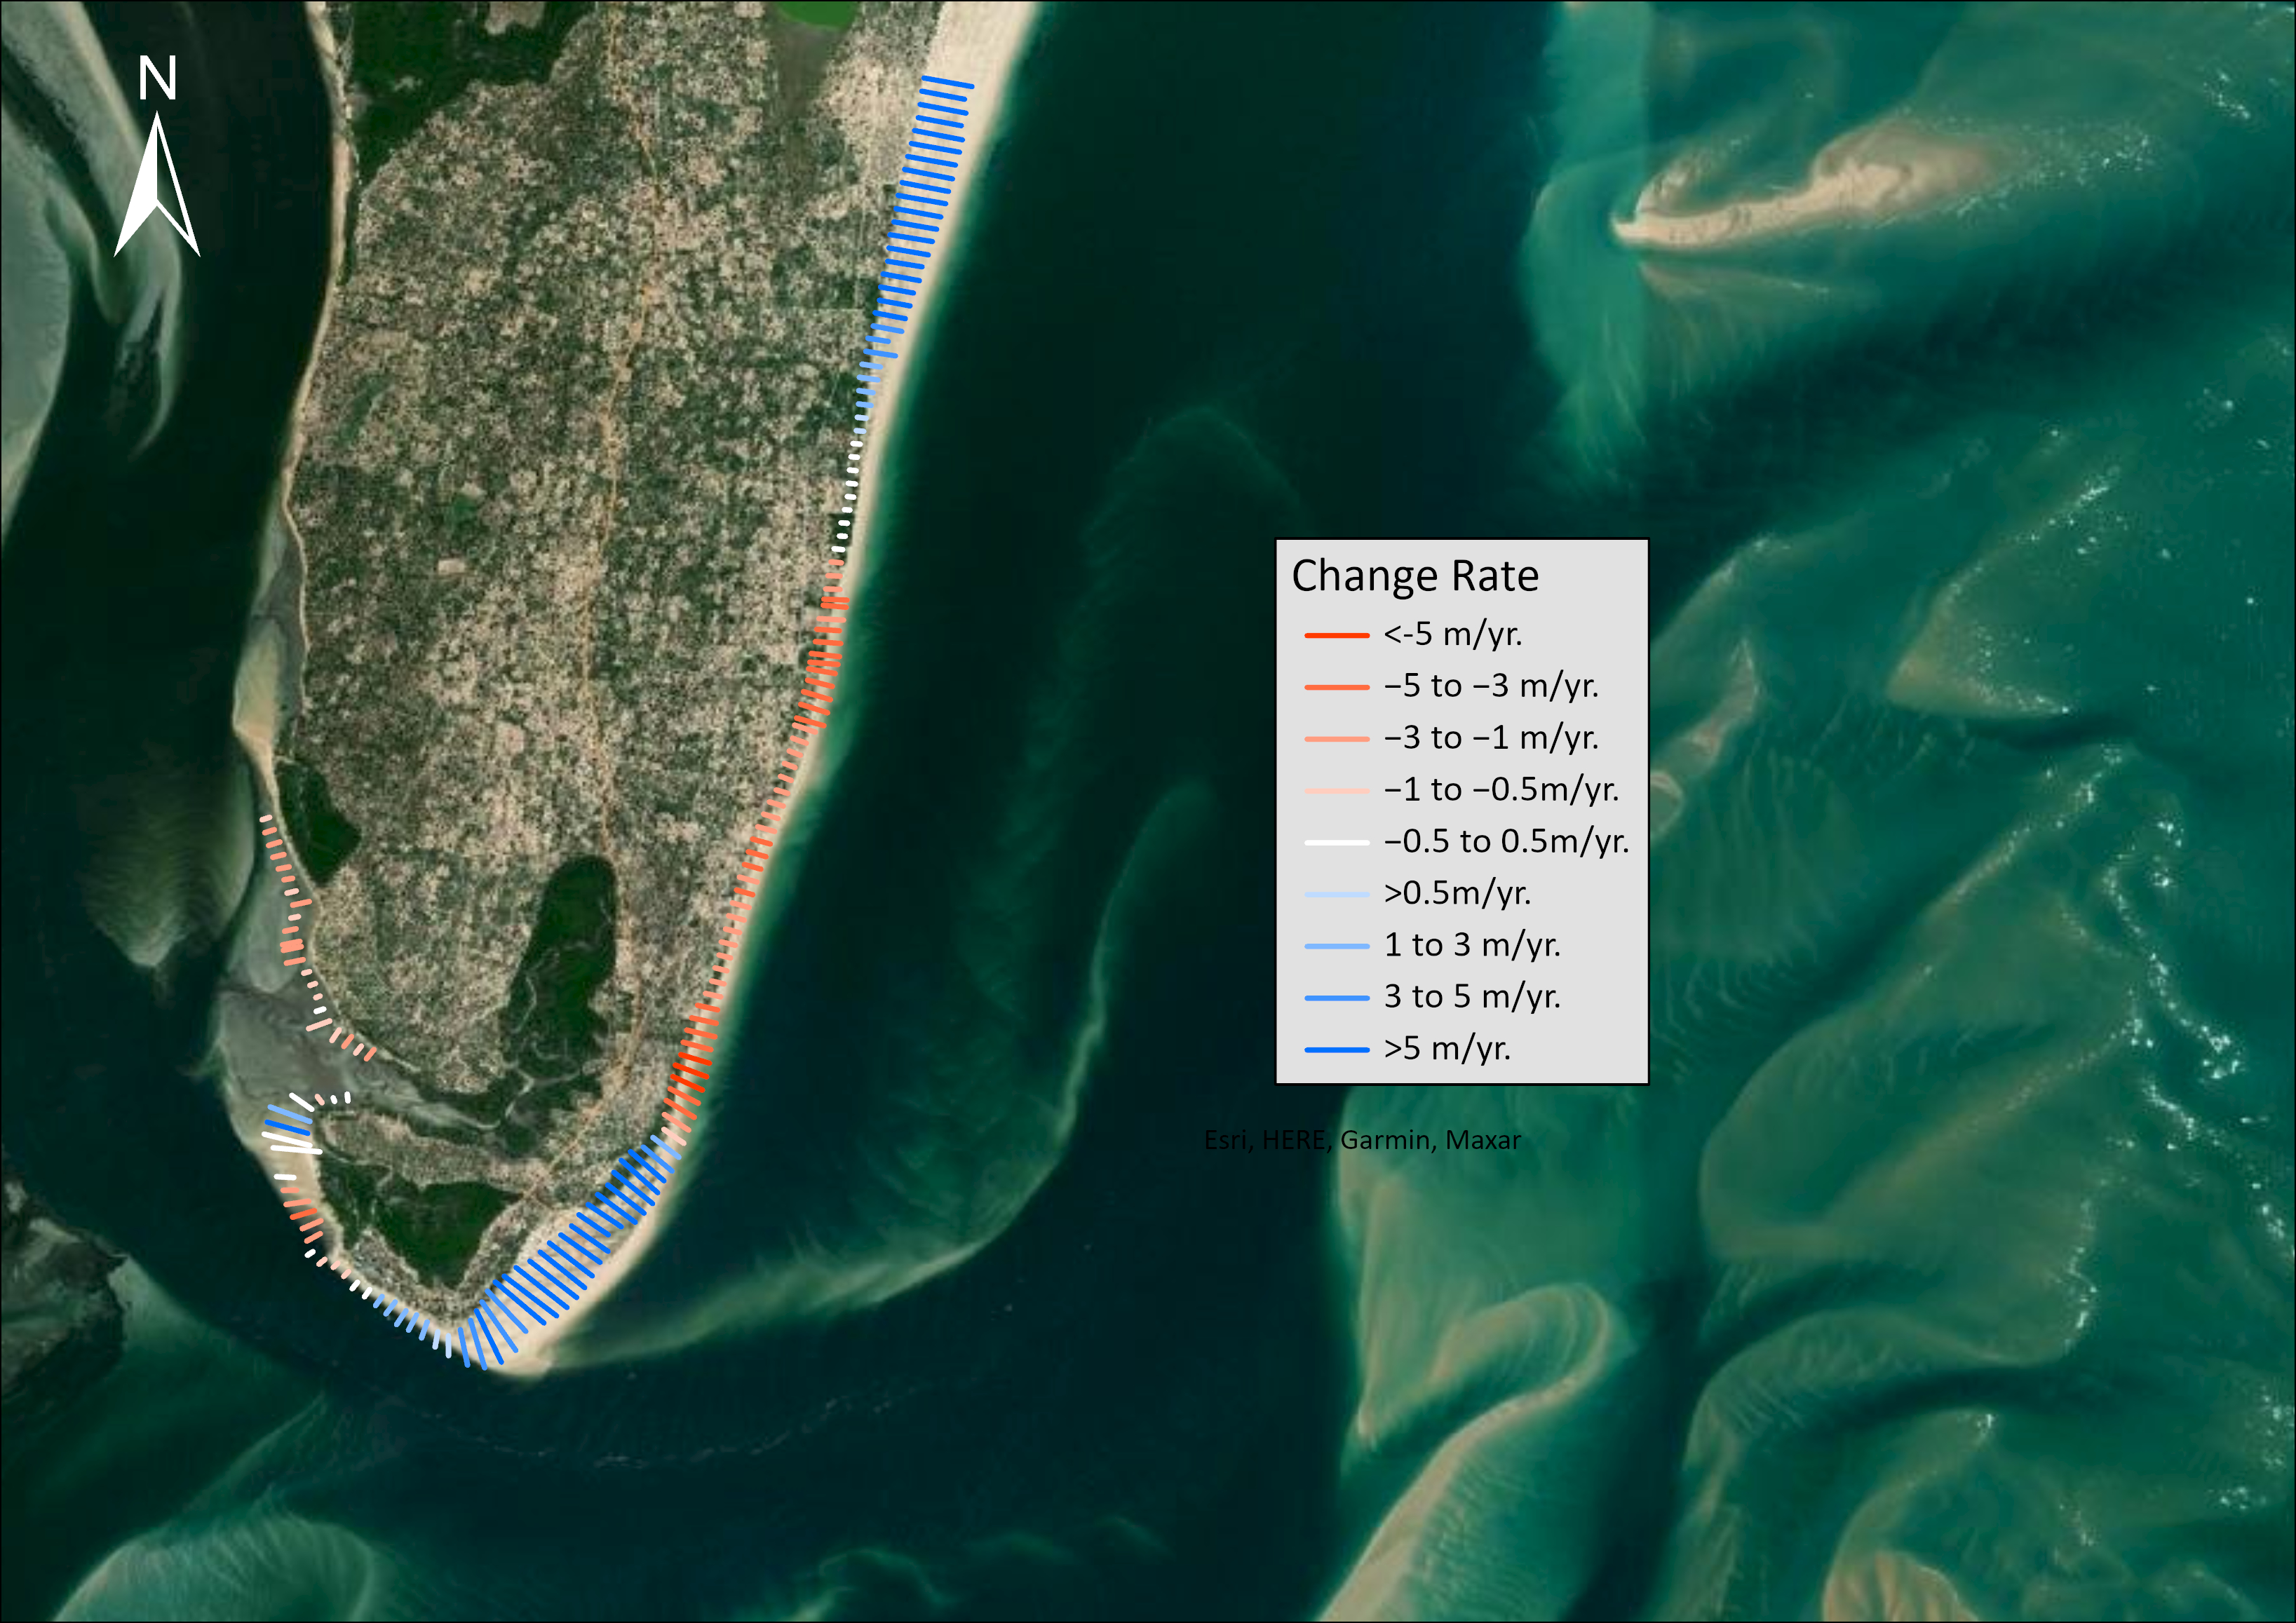 N
Change Rate
<-5 m/yr.
−5 to −3 m/yr.
−3 to −1 m/yr.
−1 to −0.5m/yr.
−0.5 to 0.5m/yr.
>0.5m/yr.
1 to 3 m/yr.
3 to 5 m/yr.
>5 m/yr.
Esri, HERE, Garmin, Maxar